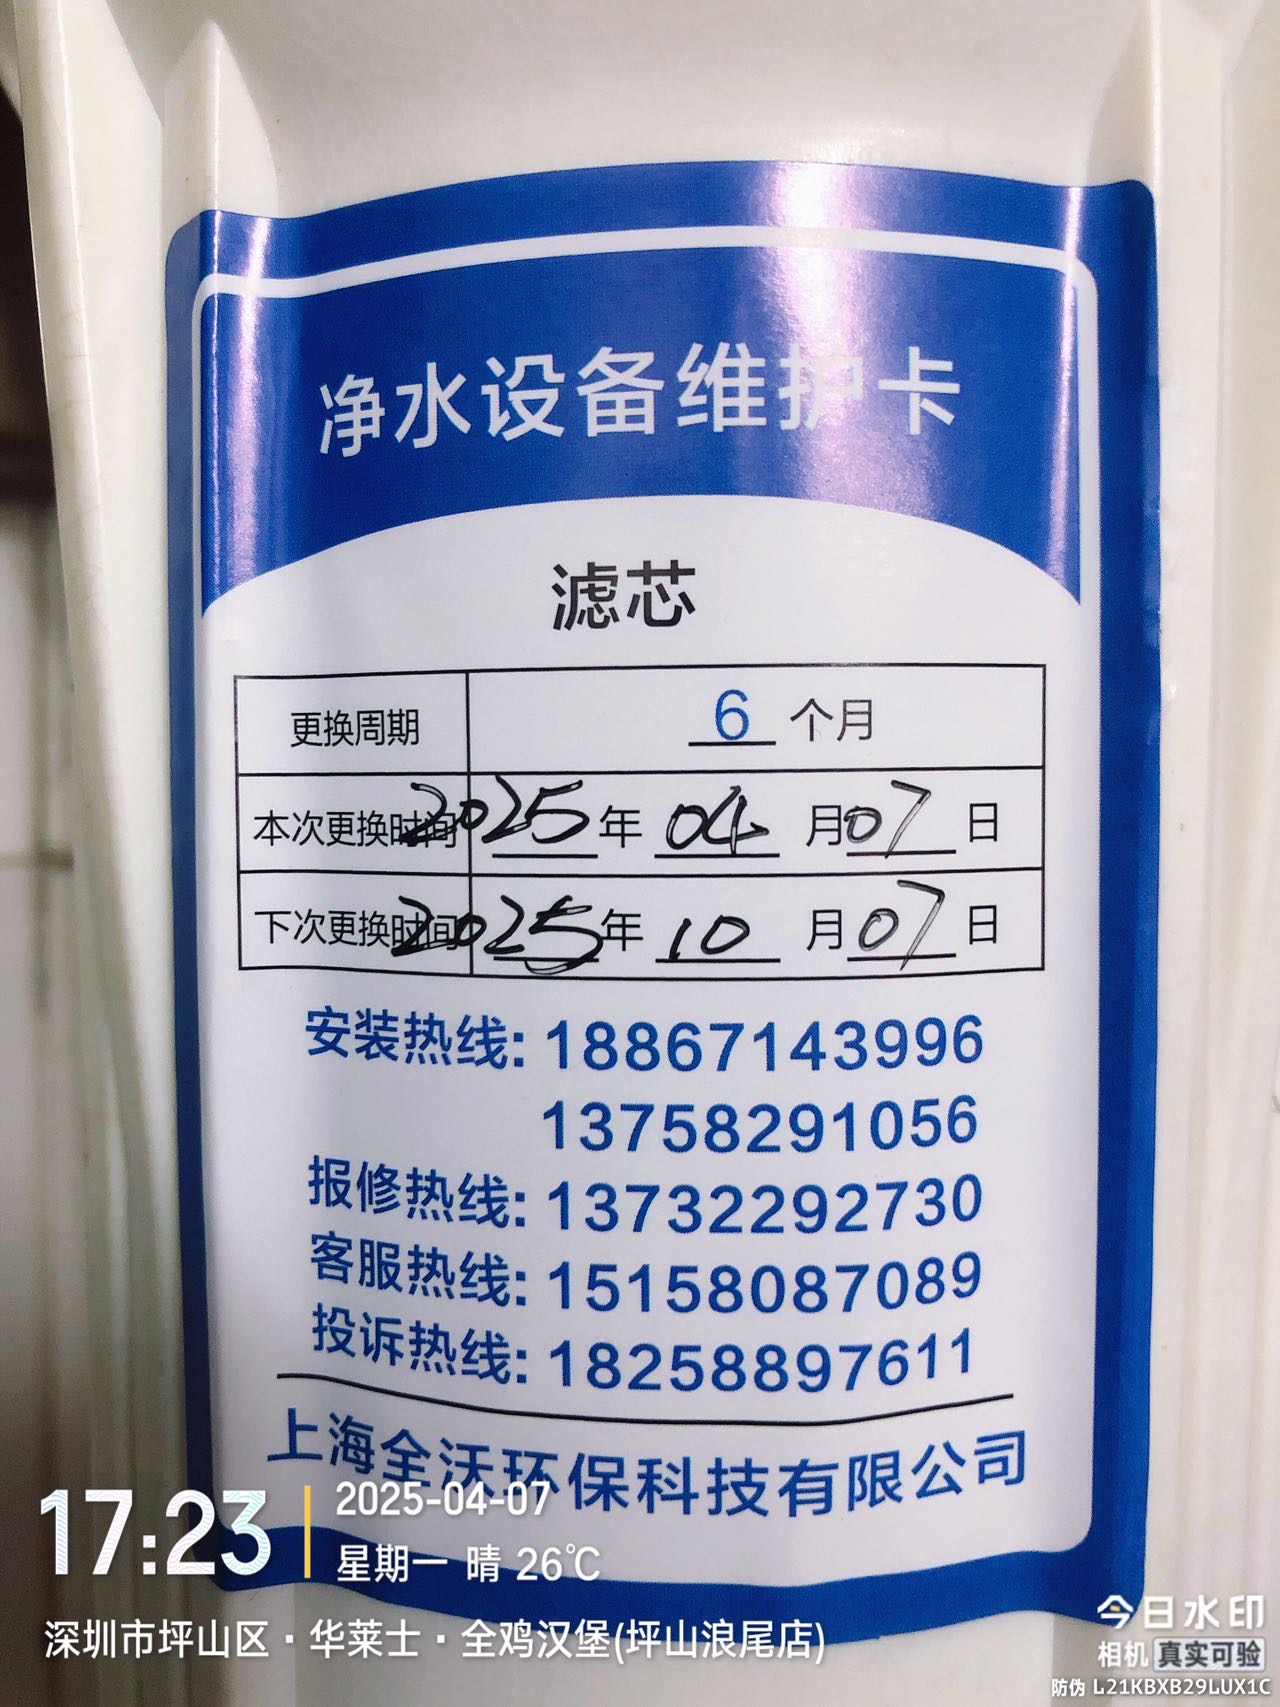 净水设备维护卡
滤芯
更换周期 6 个月
本次更换时间 2025 年 04 月 07 日
下次更换时间 2025 年 10 月 07 日
安装热线: 18867143996
13758291056
报修热线: 13732292730
客服热线: 15158087089
投诉热线: 18258897611
上海全沃环保科技有限公司
17:23 2025-04-07
星期一 晴 26℃
深圳市坪山区·华莱士·全鸡汉堡(坪山浪尾店)
今日水印
相机 真实可验
防伪 L21KBXB29LUX1C